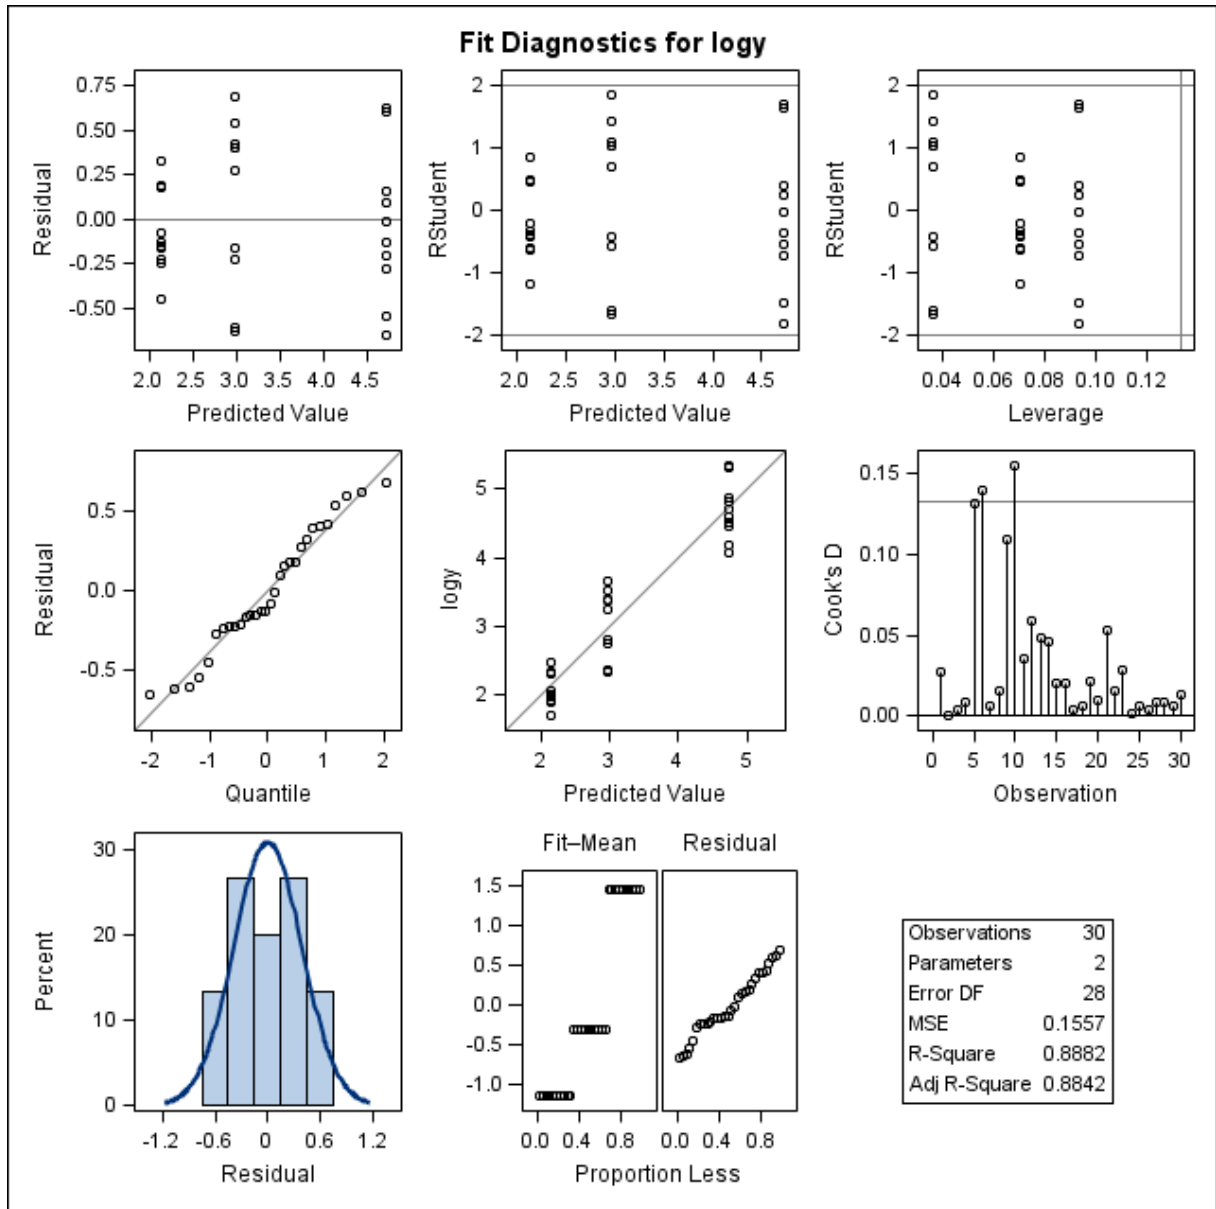 Fit Diagnostics for logy
0.75
0.50
0.25
0.00
-0.25
-0.50
Residual
2.0 2.5 3.0 3.5 4.0 4.5
Predicted Value
2
1
0
-1
-2
RStudent
2.0 2.5 3.0 3.5 4.0 4.5
Predicted Value
2
1
0
-1
-2
RStudent
0.04 0.06 0.08 0.10 0.12
Leverage
0.5
0.0
-0.5
Residual
-2 -1 0 1 2
Quantile
5
4
3
2
logy
2 3 4 5
Predicted Value
0.15
0.10
0.05
0.00
Cook's D
0 5 10 15 20 25 30
Observation
30
20
10
0
Percent
-1.2 -0.6 0 0.6 1.2
Residual
Fit–Mean Residual
1.5
1.0
0.5
0.0
-0.5
-1.0
0.0 0.4 0.8 0.0 0.4 0.8
Proportion Less
Observations 30
Parameters 2
Error DF 28
MSE 0.1557
R-Square 0.8882
Adj R-Square 0.8842